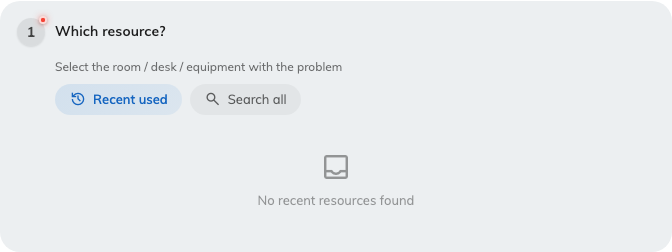 1 Which resource?
Select the room / desk / equipment with the problem
Recent used Search all
No recent resources found